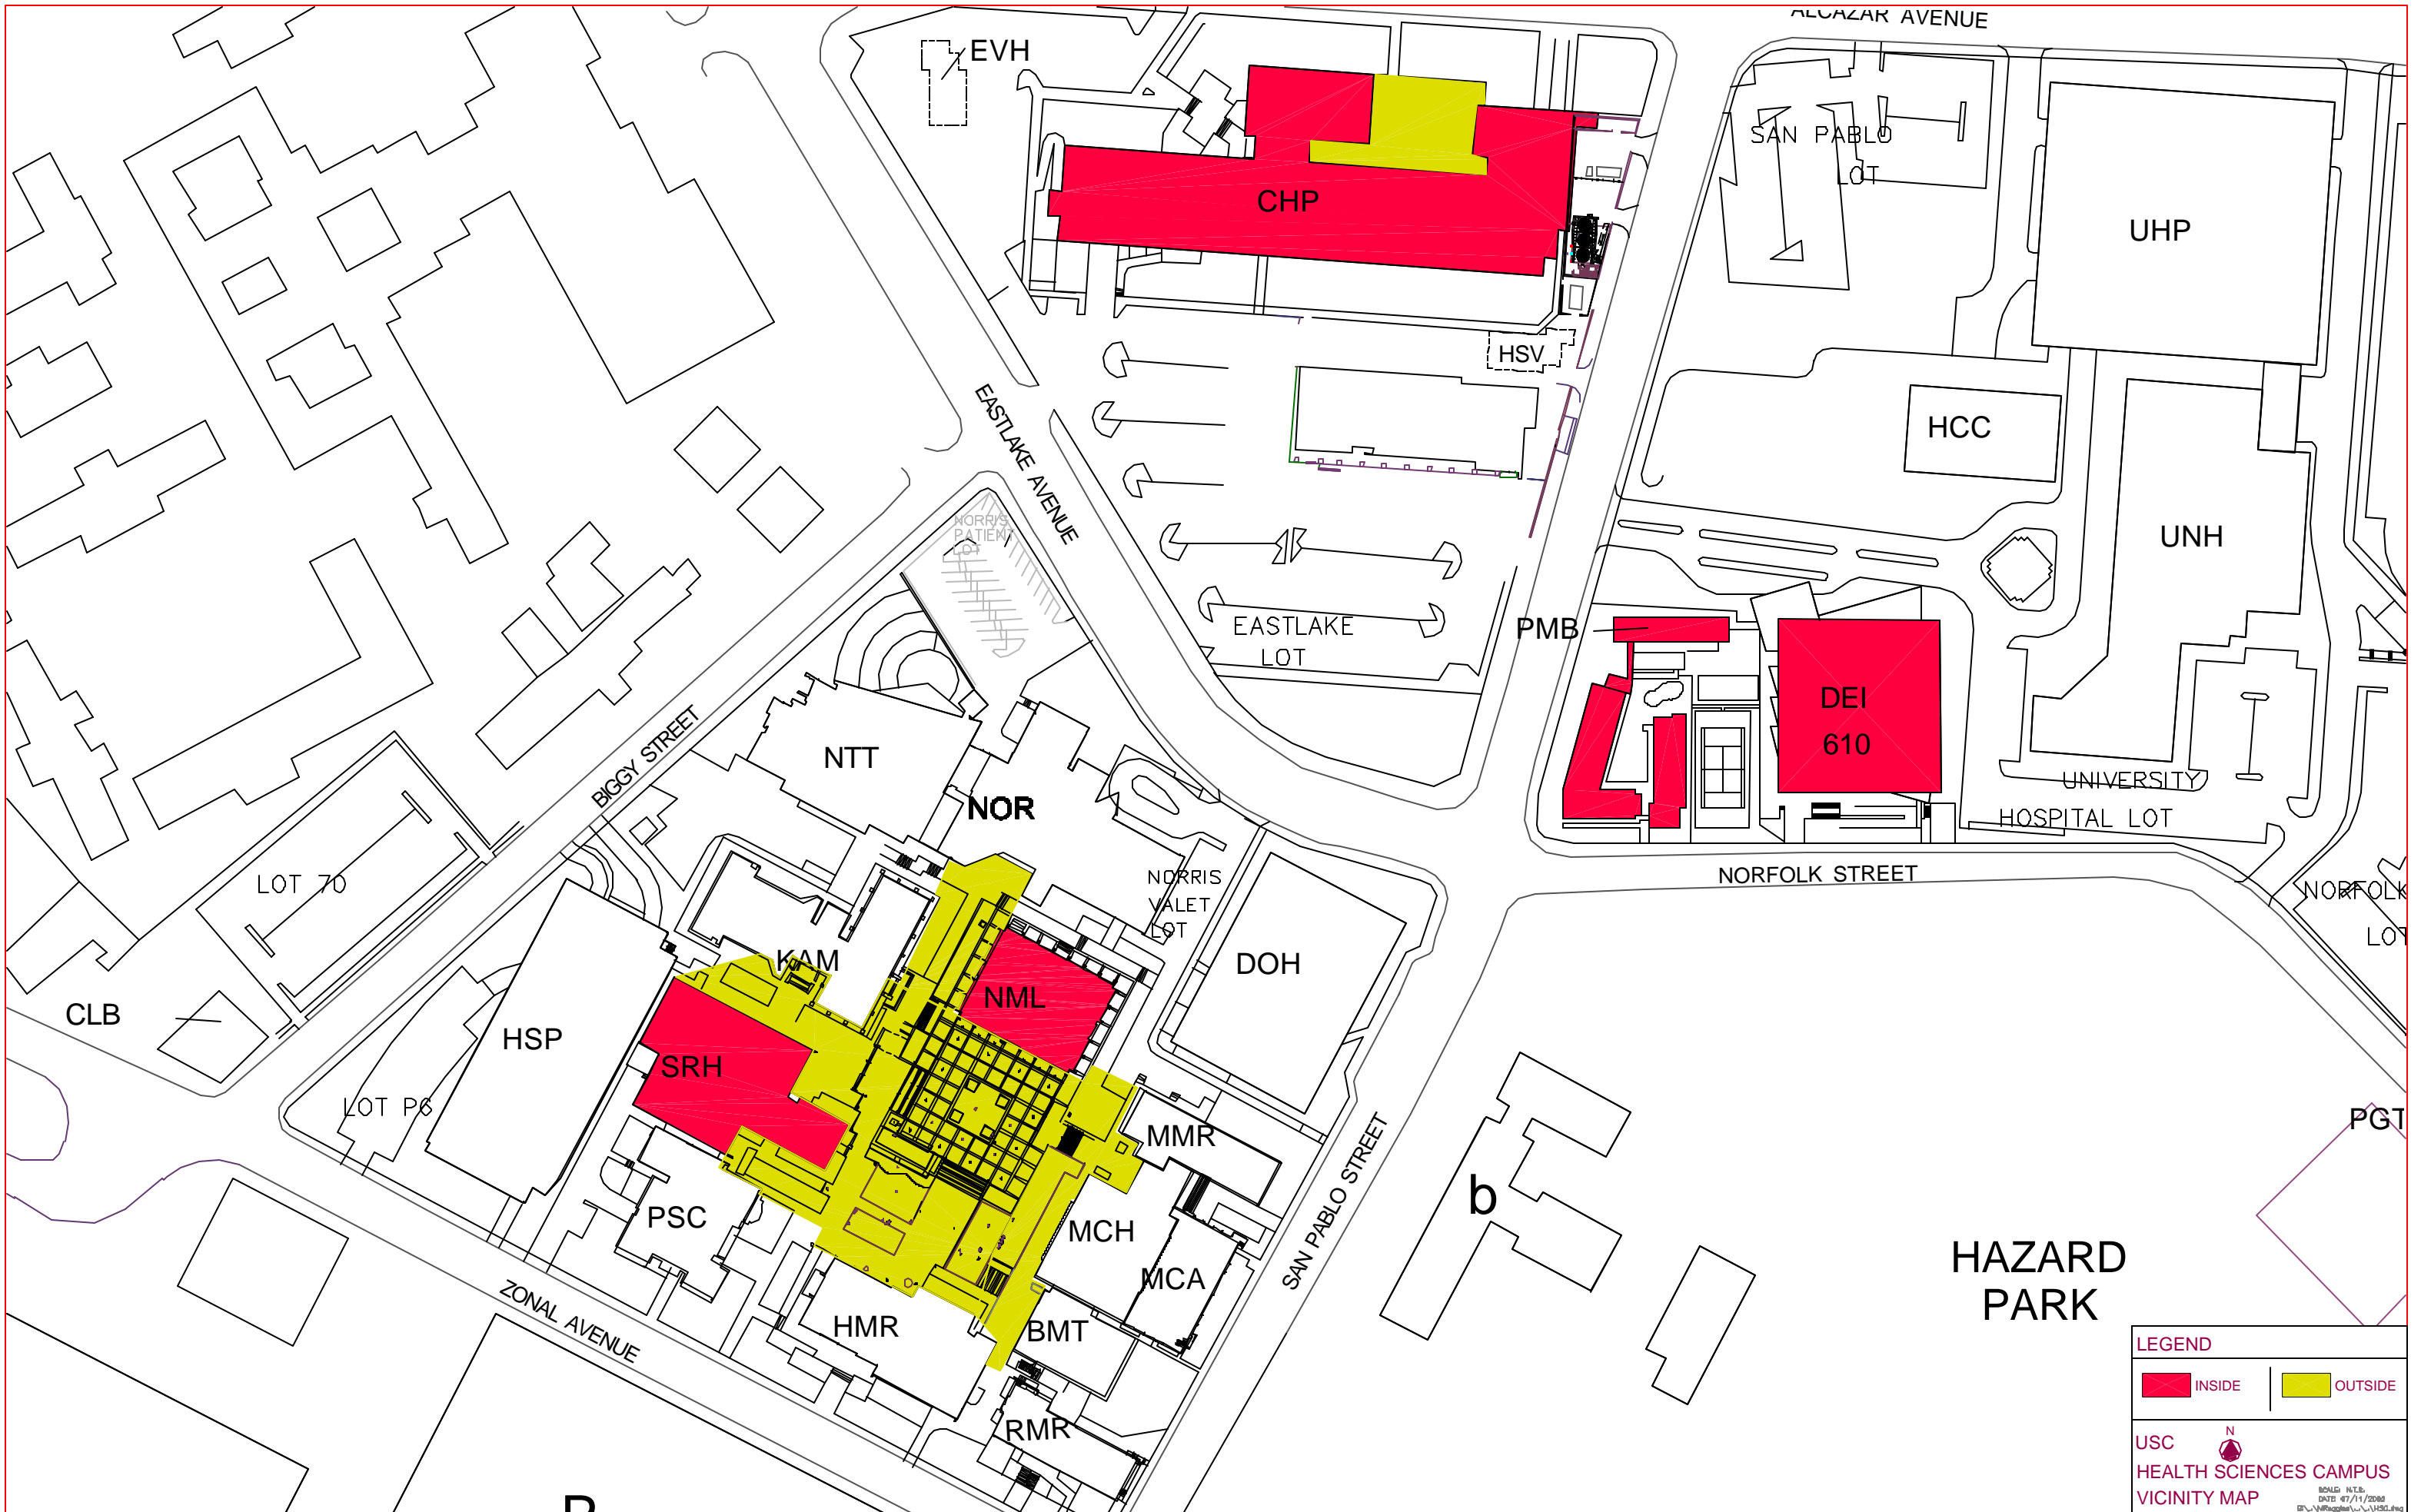 ALCAZAR AVENUE
EVH
SAN PABLO
LOT
CHP
UHP
HSV
HCC
EASTLAKE AVENUE
NORRIS
PATIENT
LOT
UNH
EASTLAKE
LOT
PMB
DEI
610
BIGGY STREET
NTT
NOR
UNIVERSITY
HOSPITAL LOT
NORFOLK STREET
LOT 70
NORRIS
VALET
LOT
NORFOLK
LOT
KAM
DOH
NML
CLB
HSP
SRH
LOT P6
MMR
PGT
SAN PABLO STREET
b
PSC
MCH
MCA
HAZARD
PARK
ZONAL AVENUE
HMR
BMT
RMR
LEGEND
INSIDE
OUTSIDE
N
USC
HEALTH SCIENCES CAMPUS
VICINITY MAP
SCALE: N.T.S.